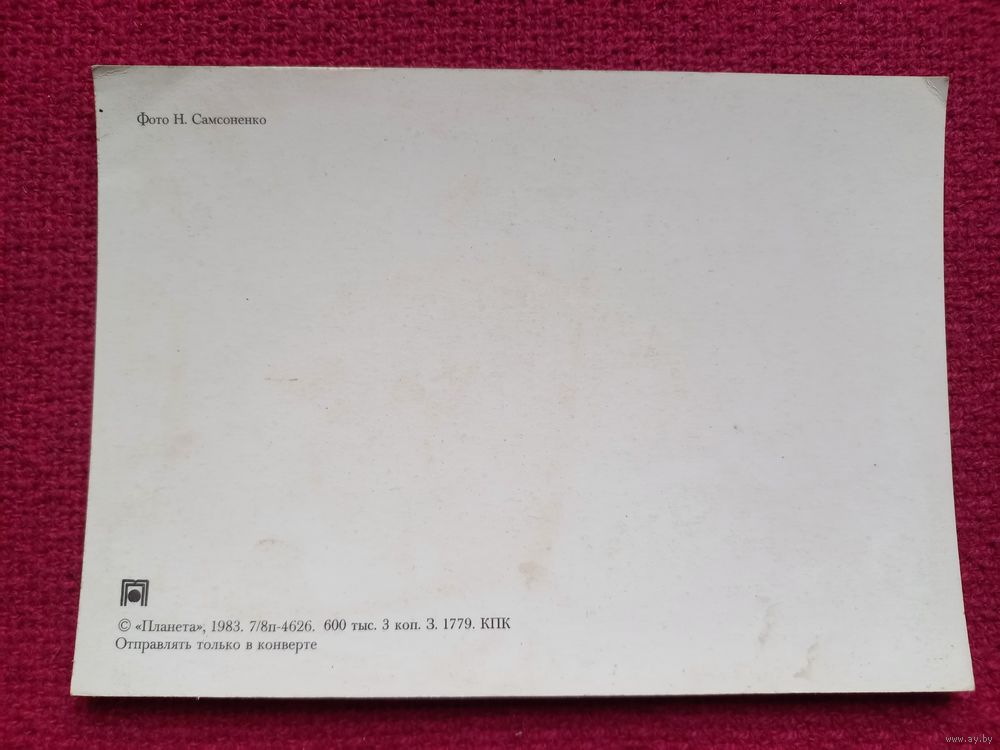 Фото Н. Самсоненко
© «Планета», 1983. 7/8п-4626. 600 тыс. 3 коп. З. 1779. КПК
Отправлять только в конверте
www.ay.by